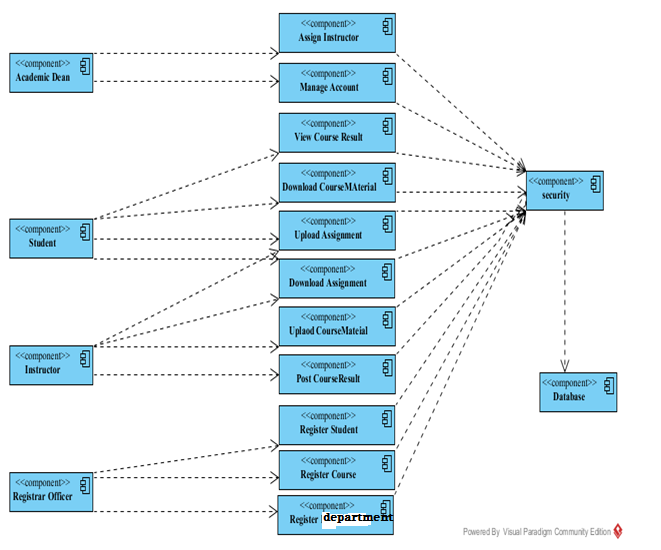 <<component>>
Assign Instructor
<<component>>
Academic Dean
<<component>>
Manage Account
<<component>>
View Course Result
<<component>>
Download CourseMAterial
<<component>>
security
<<component>>
Student
<<component>>
Upload Assignment
<<component>>
Download Assignment
<<component>>
Uplaod CourseMateial
<<component>>
Instructor
<<component>>
Post CourseResult
<<component>>
Database
<<component>>
Register Student
<<component>>
Register Course
<<component>>
Registrar Officer
<<component>>
Register department
Powered By Visual Paradigm Community Edition